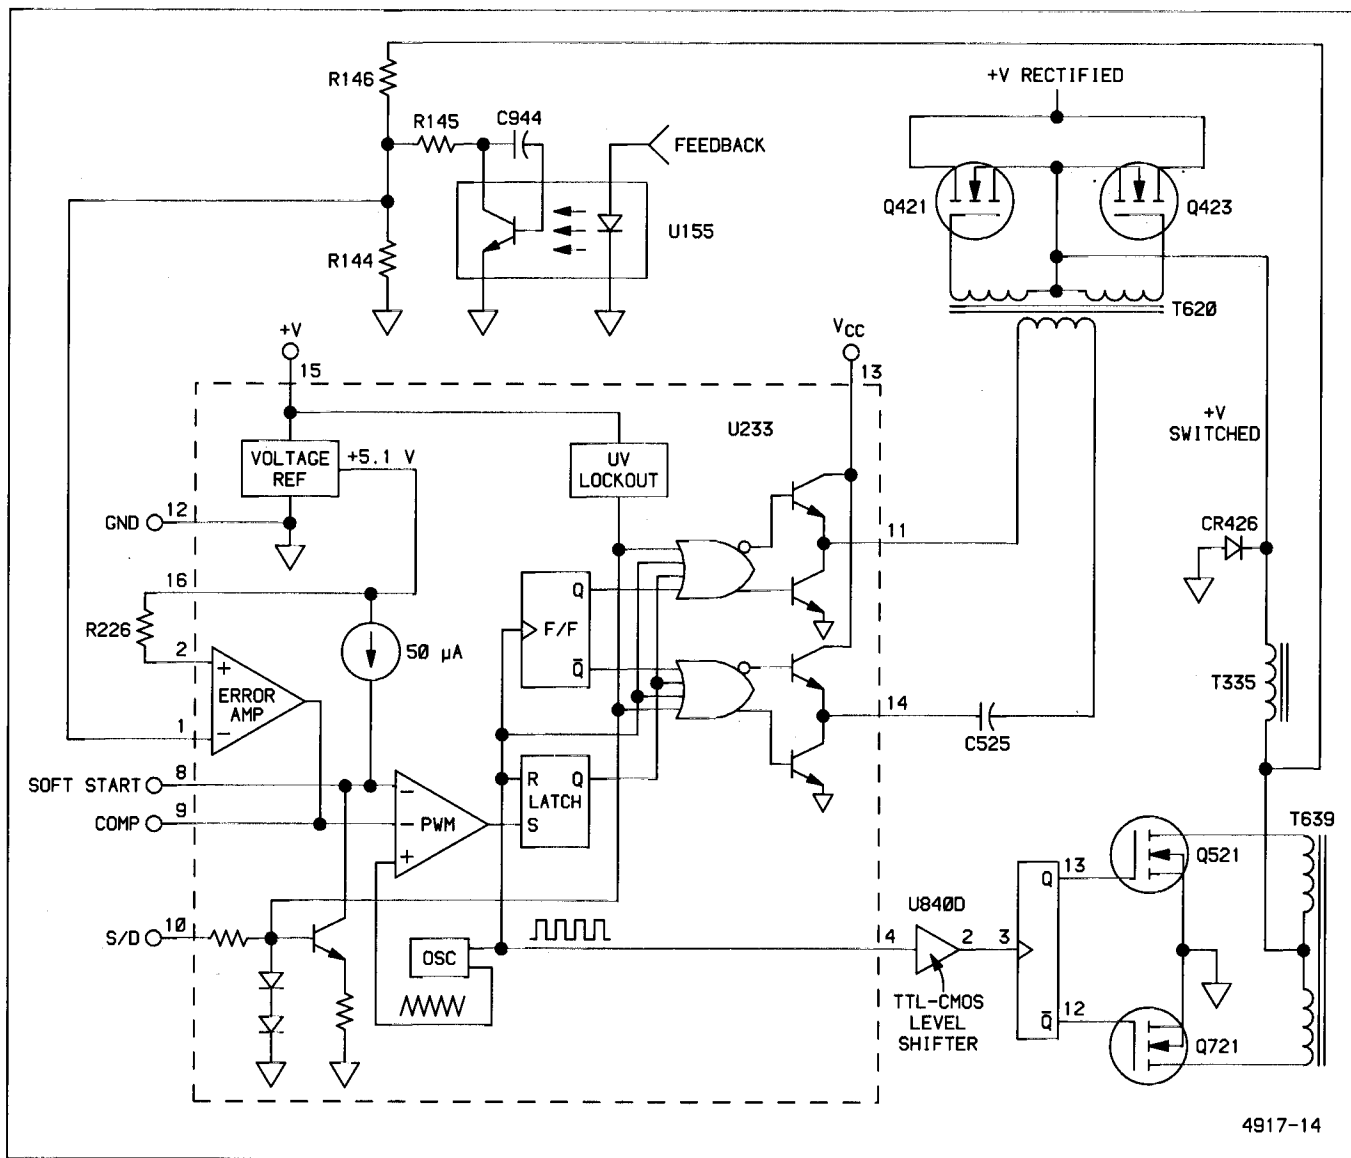 R146
+V RECTIFIED
R145
C944
FEEDBACK
Q421
Q423
U155
R144
T620
+V
VCC
15
13
U233
+V
SWITCHED
VOLTAGE
REF
+5.1 V
UV
LOCKOUT
GND
12
11
CR426
16
R226
Q
F/F
Q̅
50 µA
2
+
ERROR
AMP
1
−
T335
14
C525
SOFT START
8
−
R
Q
LATCH
S
COMP
9
−
PWM
+
T639
Q521
13
Q
U840D
S/D
10
OSC
4
2
3
TTL-CMOS
LEVEL
SHIFTER
12
Q̅
Q721
4917-14